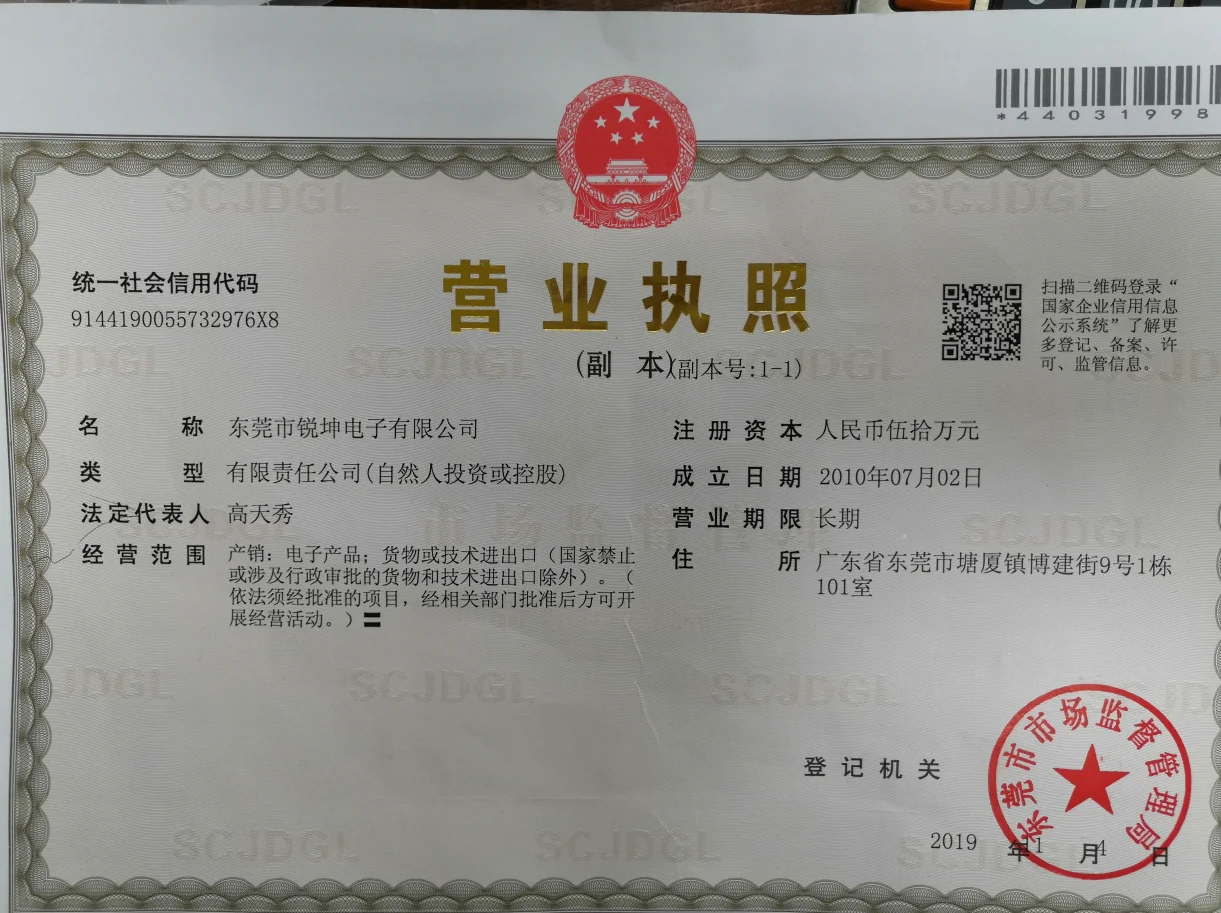 *44031998
统一社会信用代码
9144190055732976X8
营业执照
(副 本)(副本号:1-1)
扫描二维码登录“
国家企业信用信息
公示系统”了解更
多登记、备案、许
可、监管信息。
名 称 东莞市锐坤电子有限公司
类 型 有限责任公司(自然人投资或控股)
法定代表人 高天秀
经营范围 产销：电子产品；货物或技术进出口（国家禁止
或涉及行政审批的货物和技术进出口除外）。（
依法须经批准的项目，经相关部门批准后方可开
展经营活动。）〓
注册资本 人民币伍拾万元
成立日期 2010年07月02日
营业期限 长期
住 所 广东省东莞市塘厦镇博建街9号1栋
101室
登记机关
东莞市市场监督管理局
2019 年1 月4 日
SCJDGL
市场监督管理